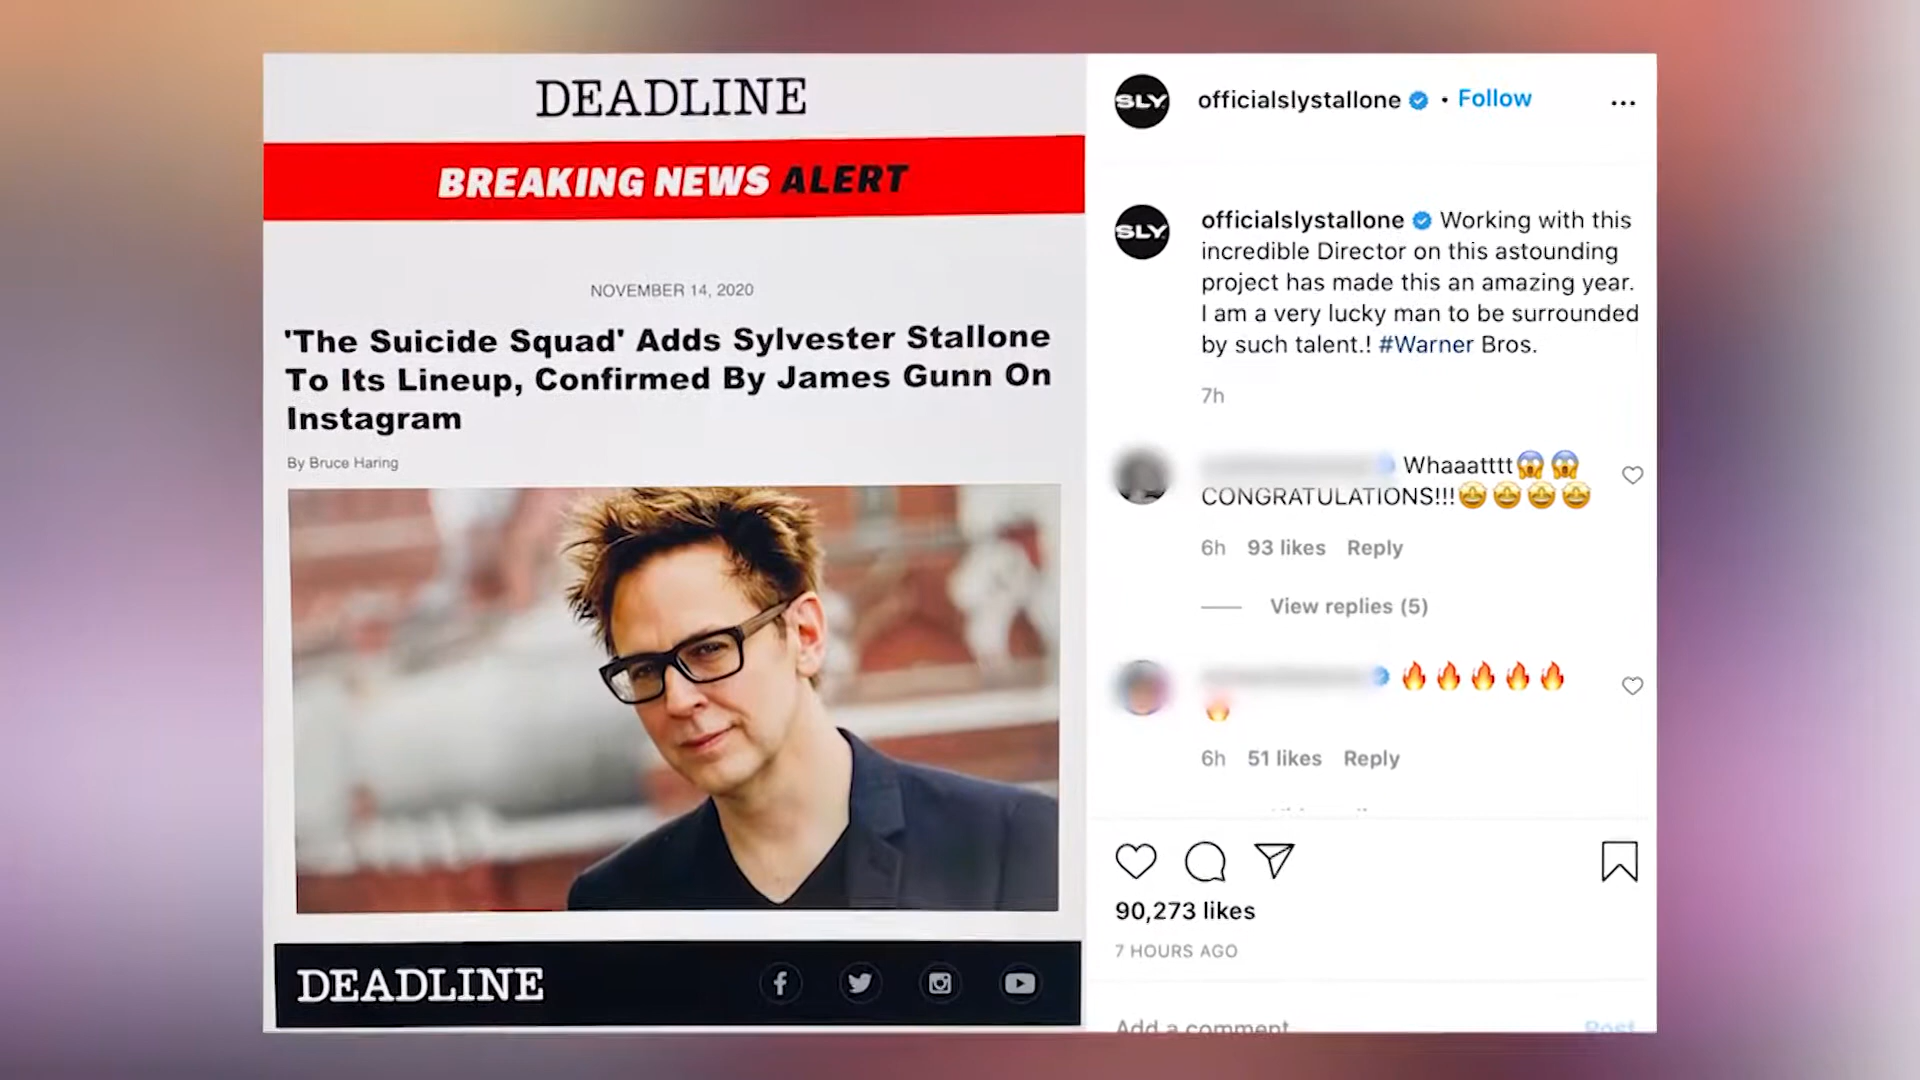 DEADLINE
BREAKING NEWS ALERT
NOVEMBER 14, 2020
'The Suicide Squad' Adds Sylvester Stallone
To Its Lineup, Confirmed By James Gunn On
Instagram
By Bruce Haring
DEADLINE
SLY
officialslystallone • Follow
SLY
officialslystallone Working with this
incredible Director on this astounding
project has made this an amazing year.
I am a very lucky man to be surrounded
by such talent.! #Warner Bros.
7h
Whaaatttt😱😱
CONGRATULATIONS!!!🤩🤩🤩🤩
6h 93 likes Reply
View replies (5)
🔥🔥🔥🔥🔥
🔥
6h 51 likes Reply
90,273 likes
7 HOURS AGO
Add a comment
Post